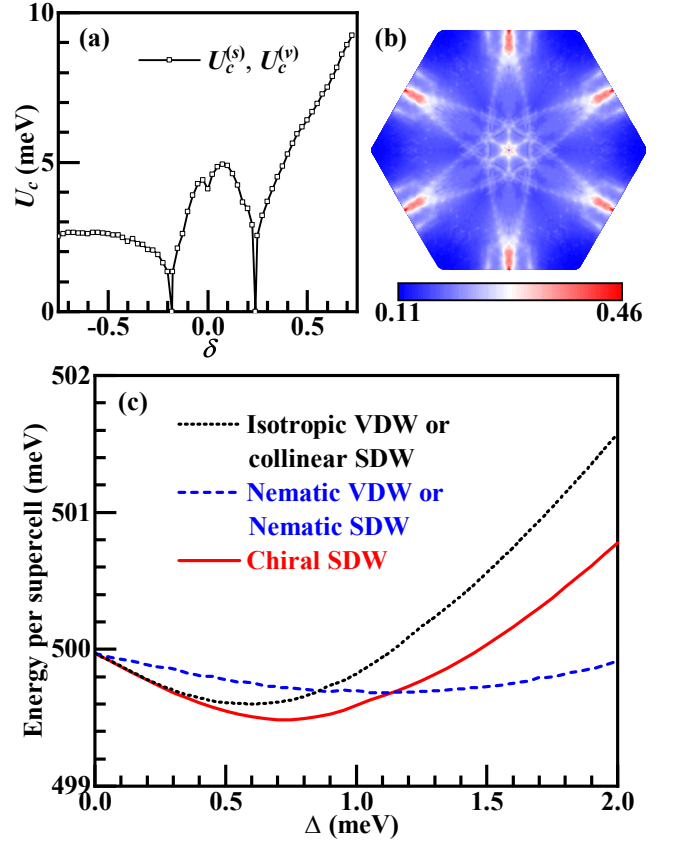 10
(a)
U_c^(s), U_c^(v)
5
U_c (meV)
0
-0.5
0.0
0.5
δ
(b)
0.11
0.46
502
(c)
Isotropic VDW or
collinear SDW
Nematic VDW or
Nematic SDW
Chiral SDW
501
500
499
Energy per supercell (meV)
0.0
0.5
1.0
1.5
2.0
Δ (meV)